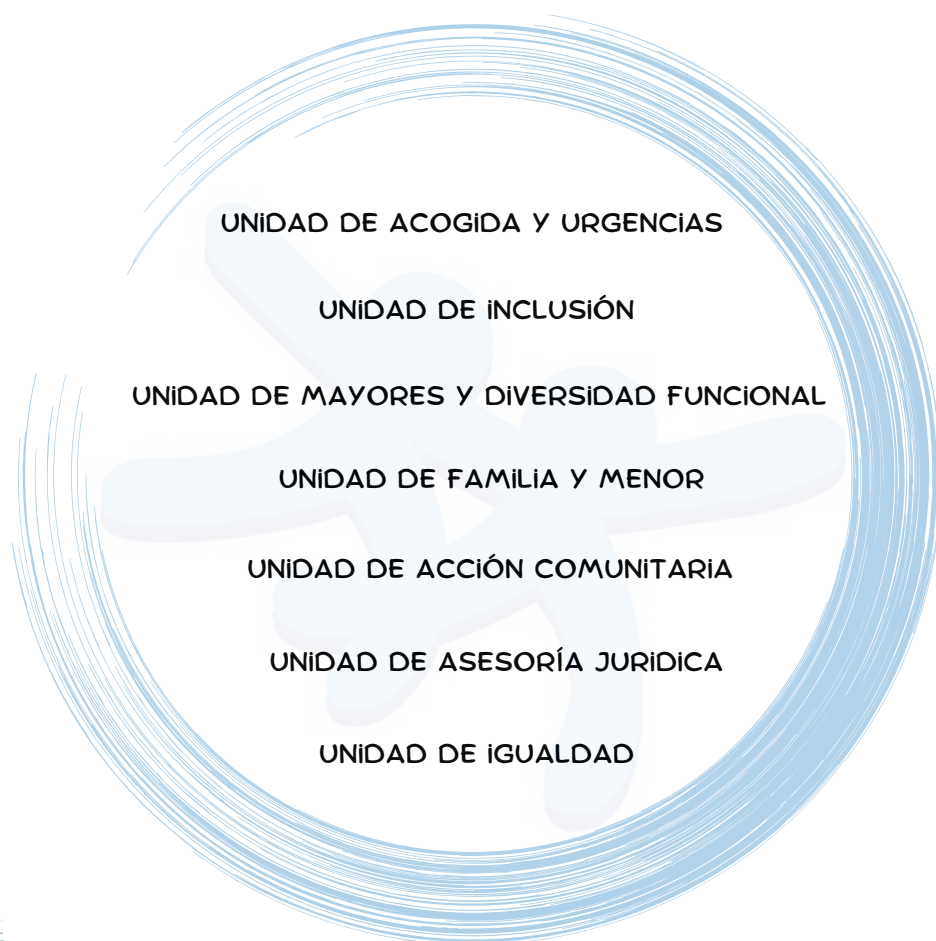 UNIDAD DE ACOGIDA Y URGENCIAS
UNIDAD DE INCLUSIÓN
UNIDAD DE MAYORES Y DIVERSIDAD FUNCIONAL
UNIDAD DE FAMILIA Y MENOR
UNIDAD DE ACCIÓN COMUNITARIA
UNIDAD DE ASESORÍA JURIDICA
UNIDAD DE IGUALDAD